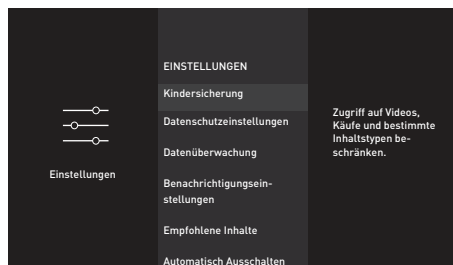 Einstellungen
EINSTELLUNGEN
Kindersicherung
Datenschutzeinstellungen
Datenüberwachung
Benachrichtigungsein-
stellungen
Empfohlene Inhalte
Automatisch Ausschalten
Zugriff auf Videos,
Käufe und bestimmte
Inhaltstypen be-
schränken.